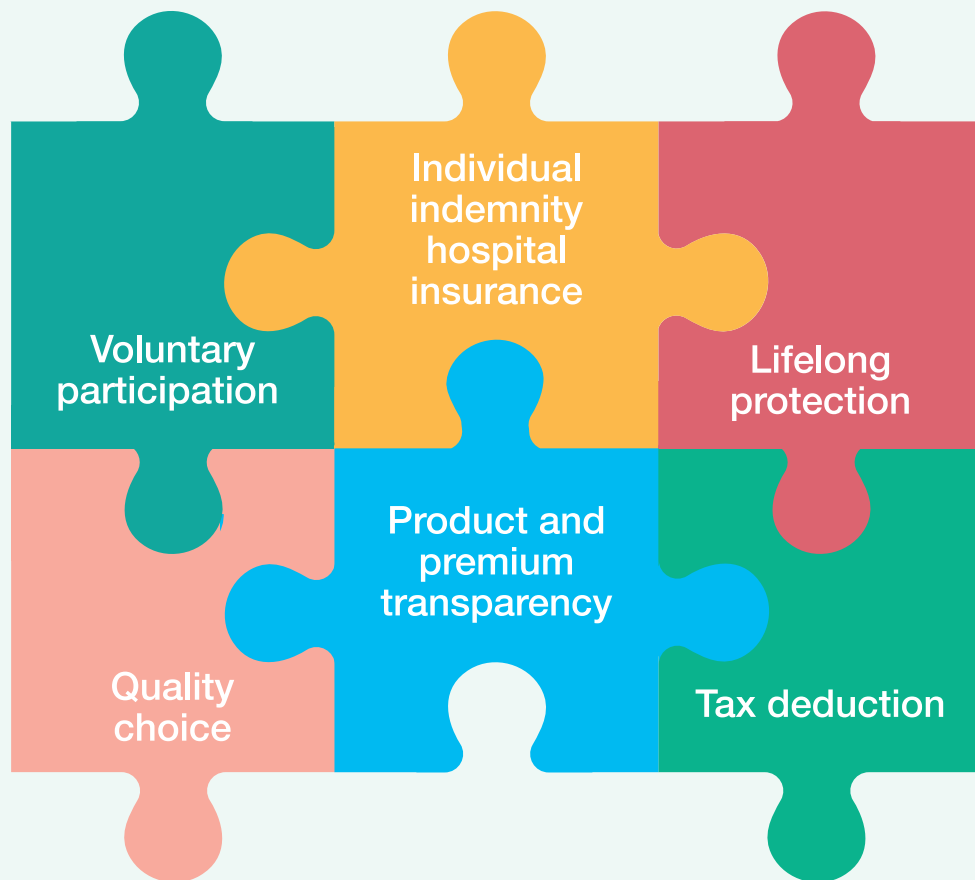 Voluntary
participation
Individual
indemnity
hospital
insurance
Lifelong
protection
Quality
choice
Product and
premium
transparency
Tax deduction